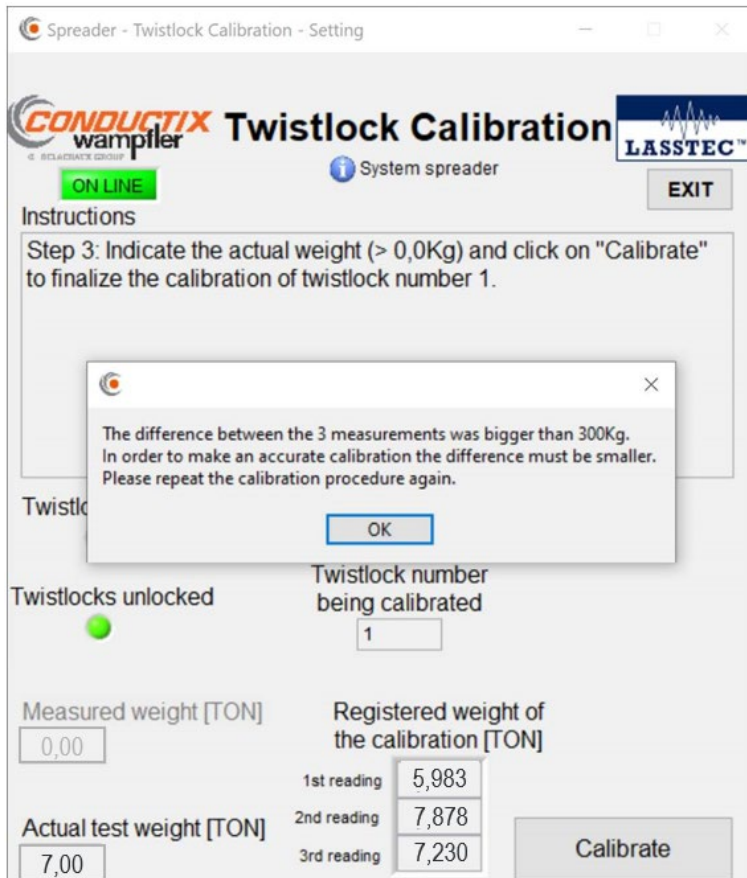 Spreader - Twistlock Calibration - Setting
CONDUCTIX
wampfler
Twistlock Calibration
LASSTEC™
System spreader
ON LINE
EXIT
Instructions
Step 3: Indicate the actual weight (> 0,0Kg) and click on "Calibrate"
to finalize the calibration of twistlock number 1.
The difference between the 3 measurements was bigger than 300Kg.
In order to make an accurate calibration the difference must be smaller.
Please repeat the calibration procedure again.
OK
Twistlocks unlocked
Twistlock number
being calibrated
1
Measured weight [TON]
0,00
Registered weight of
the calibration [TON]
1st reading 5,983
2nd reading 7,878
3rd reading 7,230
Actual test weight [TON]
7,00
Calibrate